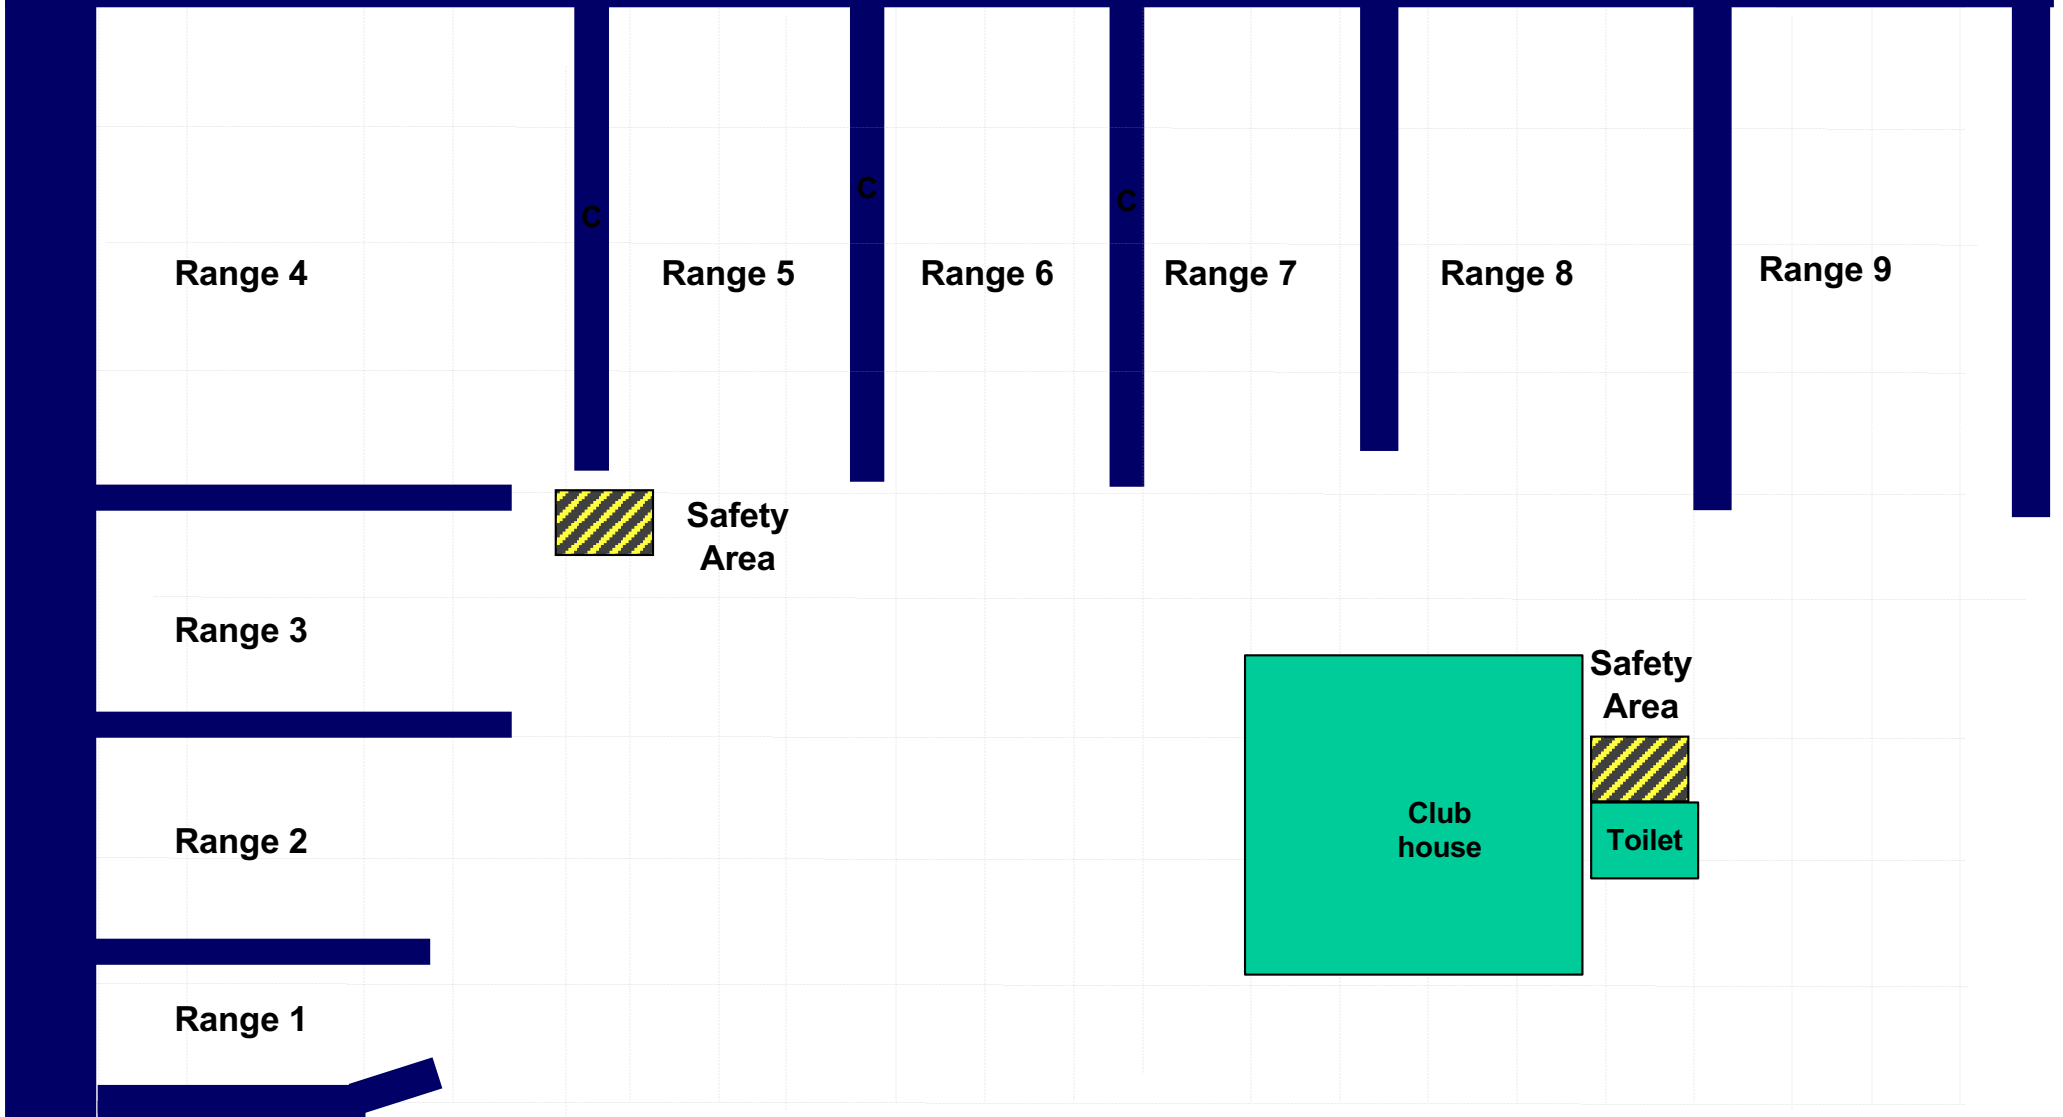 C
C
C
Range 4
Range 5
Range 6
Range 7
Range 8
Range 9
Safety
Area
Range 3
Safety
Area
Club
house
Toilet
Range 2
Range 1